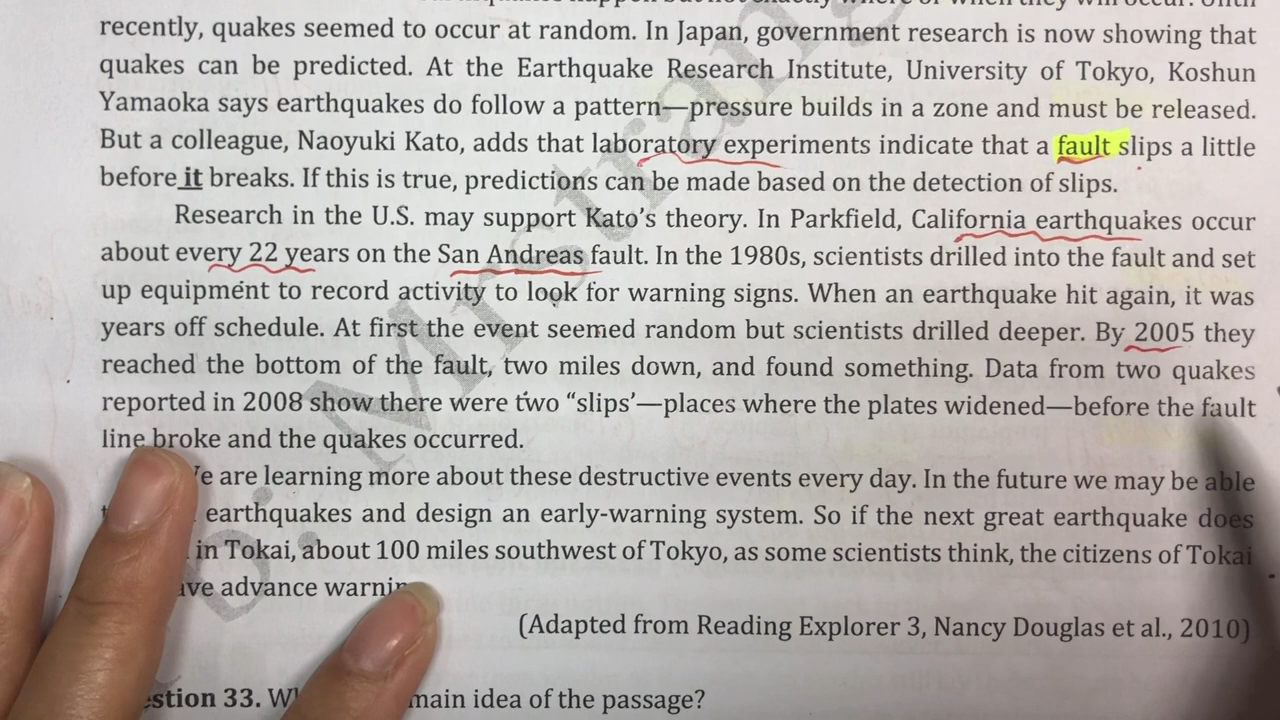 recently, quakes seemed to occur at random. In Japan, government research is now showing that
quakes can be predicted. At the Earthquake Research Institute, University of Tokyo, Koshun
Yamaoka says earthquakes do follow a pattern—pressure builds in a zone and must be released.
But a colleague, Naoyuki Kato, adds that laboratory experiments indicate that a fault slips a little
before it breaks. If this is true, predictions can be made based on the detection of slips.
Research in the U.S. may support Kato's theory. In Parkfield, California earthquakes occur
about every 22 years on the San Andreas fault. In the 1980s, scientists drilled into the fault and set
up equipment to record activity to look for warning signs. When an earthquake hit again, it was
years off schedule. At first the event seemed random but scientists drilled deeper. By 2005 they
reached the bottom of the fault, two miles down, and found something. Data from two quakes
reported in 2008 show there were two “slips’—places where the plates widened—before the fault
line broke and the quakes occurred.
are learning more about these destructive events every day. In the future we may be able
earthquakes and design an early-warning system. So if the next great earthquake does
in Tokai, about 100 miles southwest of Tokyo, as some scientists think, the citizens of Tokai
advance
(Adapted from Reading Explorer 3, Nancy Douglas et al., 2010)
33. main idea of the passage?